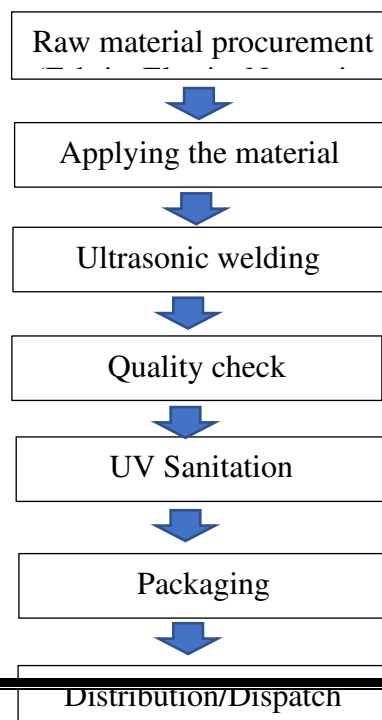 Raw material procurement
Applying the material
Ultrasonic welding
Quality check
UV Sanitation
Packaging
Distribution/Dispatch